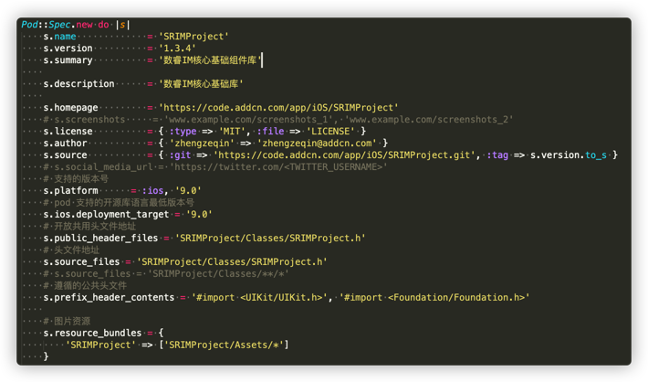 Pod::Spec.new do |s|
s.name = 'SRIMProject'
s.version = '1.3.4'
s.summary = '数睿IM核心基础组件库'
s.description = '数睿IM核心基础库'
s.homepage = 'https://code.addcn.com/app/iOS/SRIMProject'
# s.screenshots = 'www.example.com/screenshots_1', 'www.example.com/screenshots_2'
s.license = { :type => 'MIT', :file => 'LICENSE' }
s.author = { 'zhengzeqin' => 'zhengzeqin@addcn.com' }
s.source = { :git => 'https://code.addcn.com/app/iOS/SRIMProject.git', :tag => s.version.to_s }
# s.social_media_url = 'https://twitter.com/<TWITTER_USERNAME>'
# 支持的版本号
s.platform = :ios, '9.0'
# pod 支持的开源库语言最低版本号
s.ios.deployment_target = '9.0'
# 开放共用头文件地址
s.public_header_files = 'SRIMProject/Classes/SRIMProject.h'
# 头文件地址
s.source_files = 'SRIMProject/Classes/SRIMProject.h'
# s.source_files = 'SRIMProject/Classes/**/*'
# 遵循的公共头文件
s.prefix_header_contents = '#import <UIKit/UIKit.h>', '#import <Foundation/Foundation.h>'
# 图片资源
s.resource_bundles = {
'SRIMProject' => ['SRIMProject/Assets/*']
}